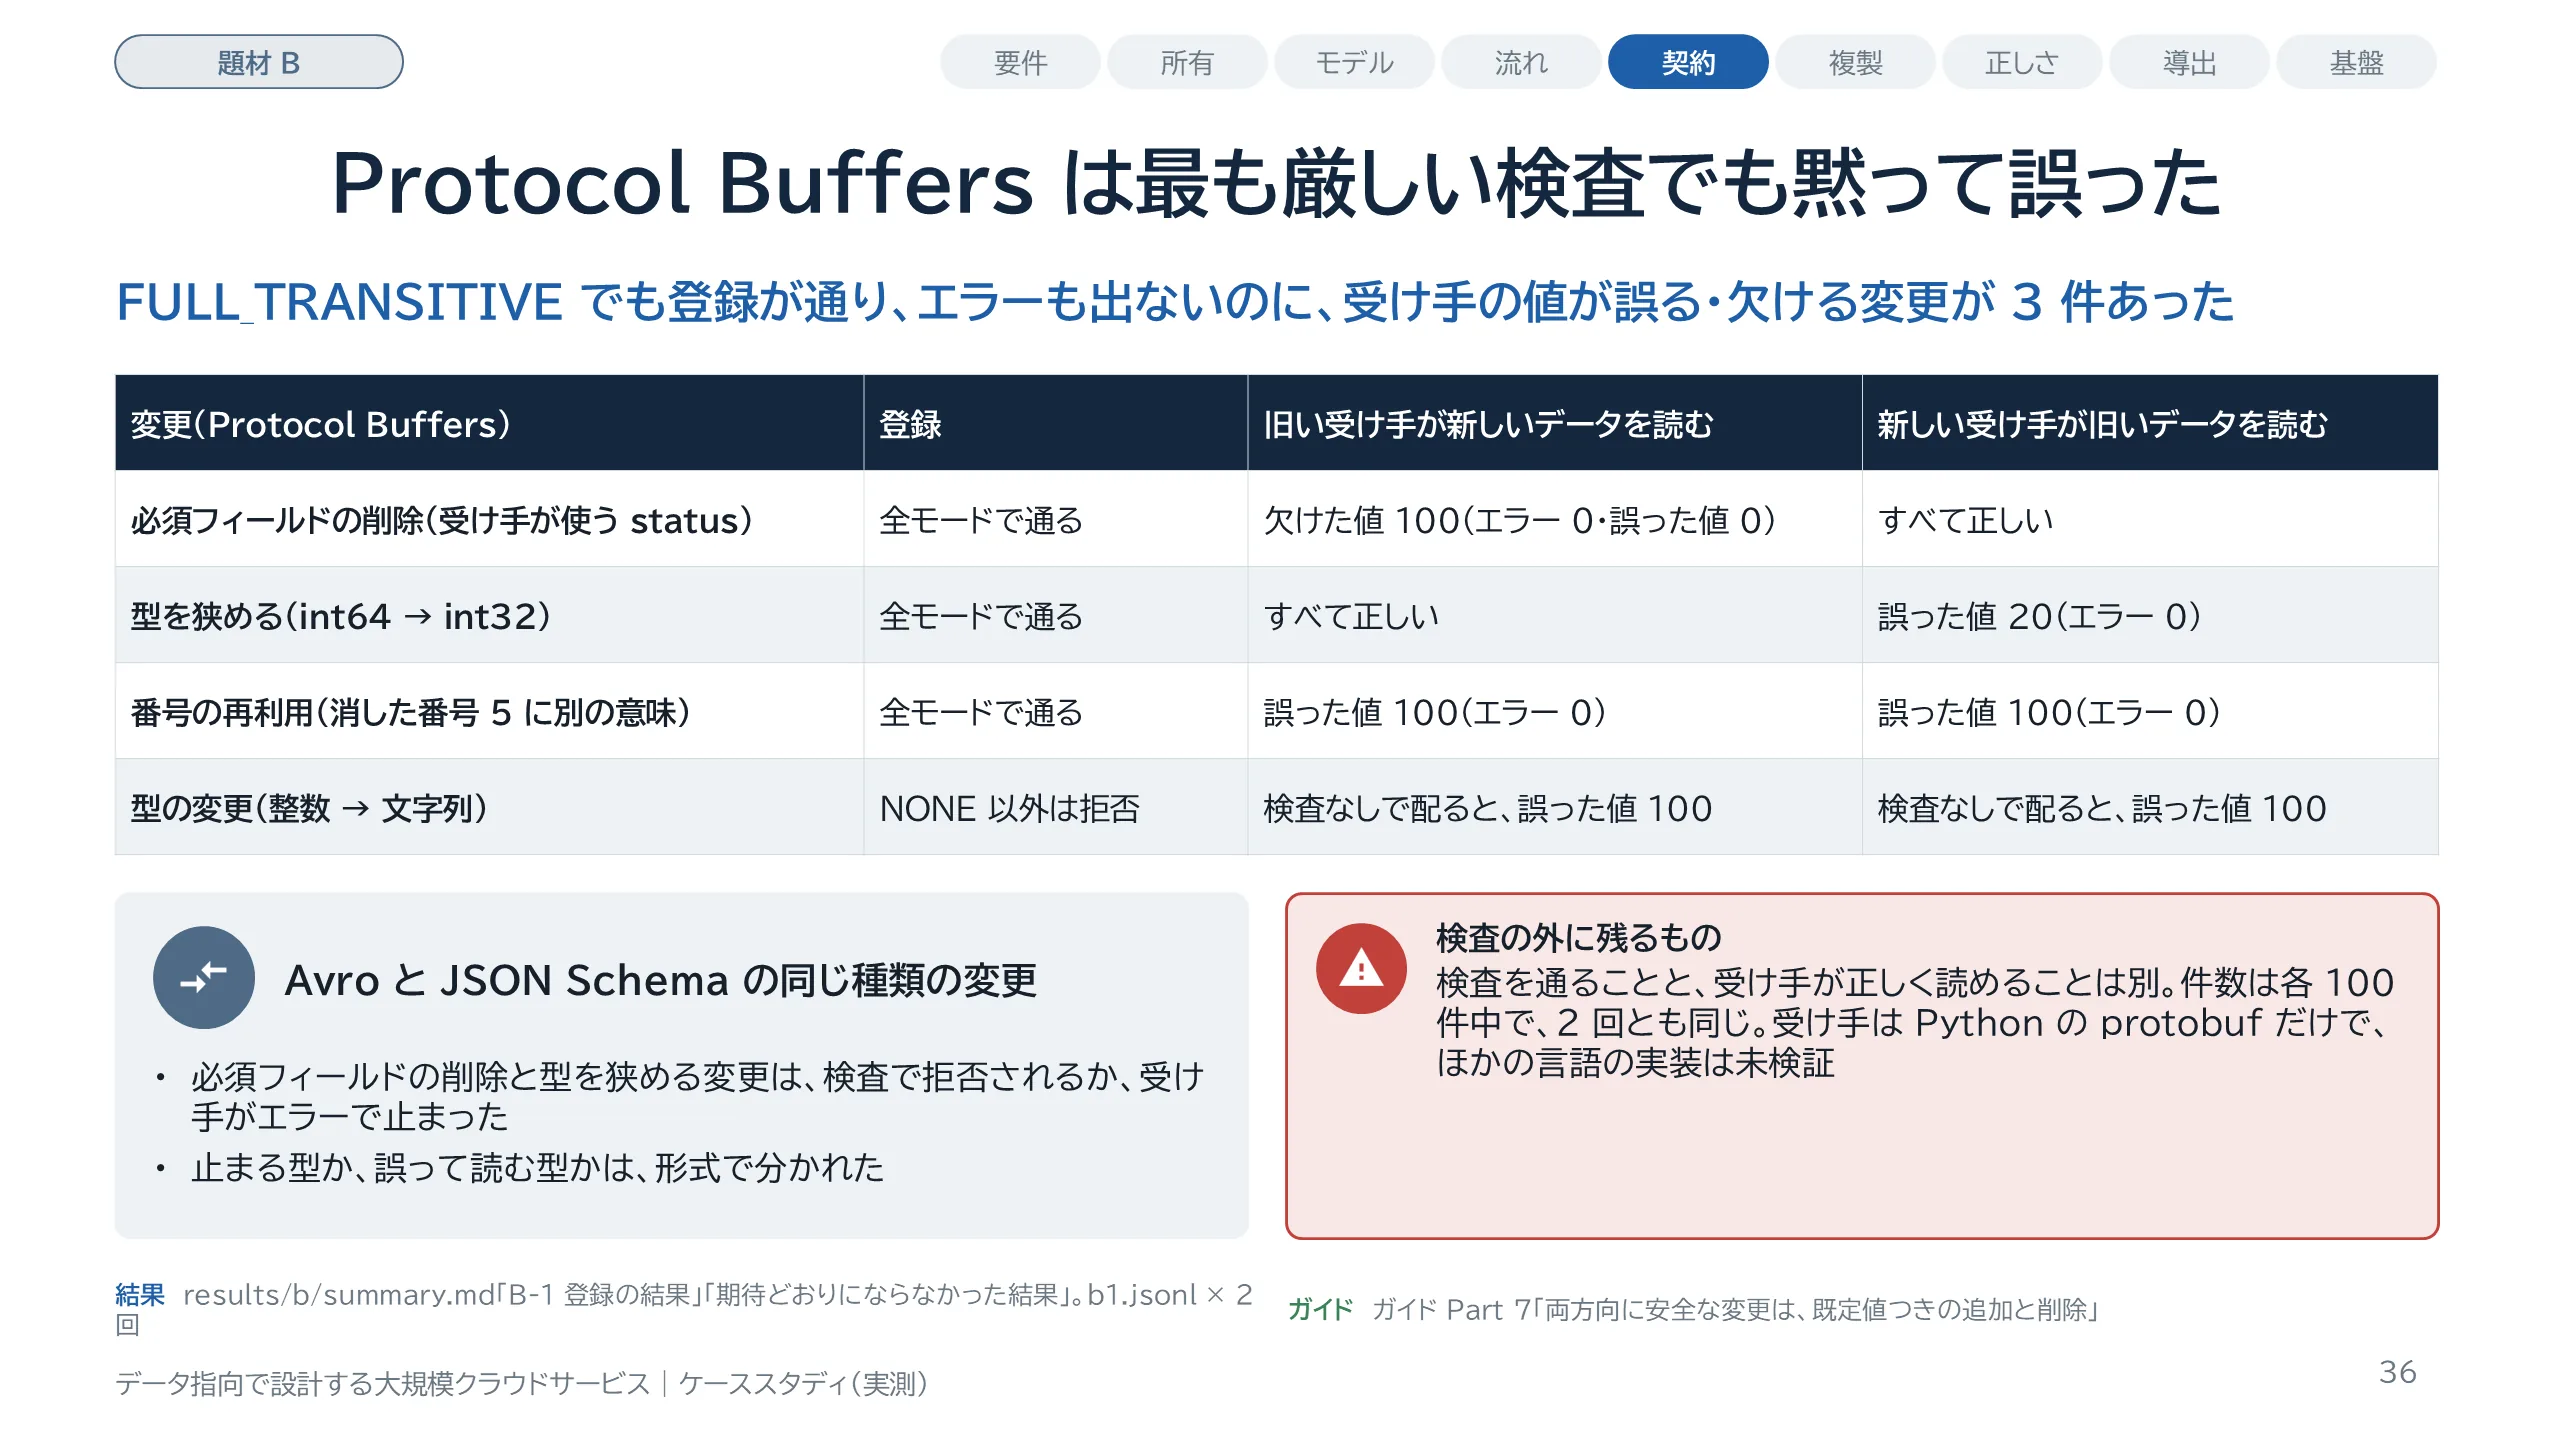 題材 B
要件 所有 モデル 流れ 契約 複製 正しさ 導出 基盤
Protocol Buffers は最も厳しい検査でも黙って誤った
FULL_TRANSITIVE でも登録が通り、エラーも出ないのに、受け手の値が誤る・欠ける変更が 3 件あった
変更(Protocol Buffers) 登録 旧い受け手が新しいデータを読む 新しい受け手が旧いデータを読む
必須フィールドの削除(受け手が使う status) 全モードで通る 欠けた値 100(エラー 0・誤った値 0) すべて正しい
型を狭める(int64 → int32) 全モードで通る すべて正しい 誤った値 20(エラー 0)
番号の再利用(消した番号 5 に別の意味) 全モードで通る 誤った値 100(エラー 0) 誤った値 100(エラー 0)
型の変更(整数 → 文字列) NONE 以外は拒否 検査なしで配ると、誤った値 100 検査なしで配ると、誤った値 100
Avro と JSON Schema の同じ種類の変更
• 必須フィールドの削除と型を狭める変更は、検査で拒否されるか、受け
手がエラーで止まった
• 止まる型か、誤って読む型かは、形式で分かれた
検査の外に残るもの
検査を通ることと、受け手が正しく読めることは別。件数は各 100
件中で、2 回とも同じ。受け手は Python の protobuf だけで、
ほかの言語の実装は未検証
結果 results/b/summary.md「B-1 登録の結果」「期待どおりにならなかった結果」。b1.jsonl × 2
回
ガイド ガイド Part 7「両方向に安全な変更は、既定値つきの追加と削除」
データ指向で設計する大規模クラウドサービス｜ケーススタディ(実測)
36